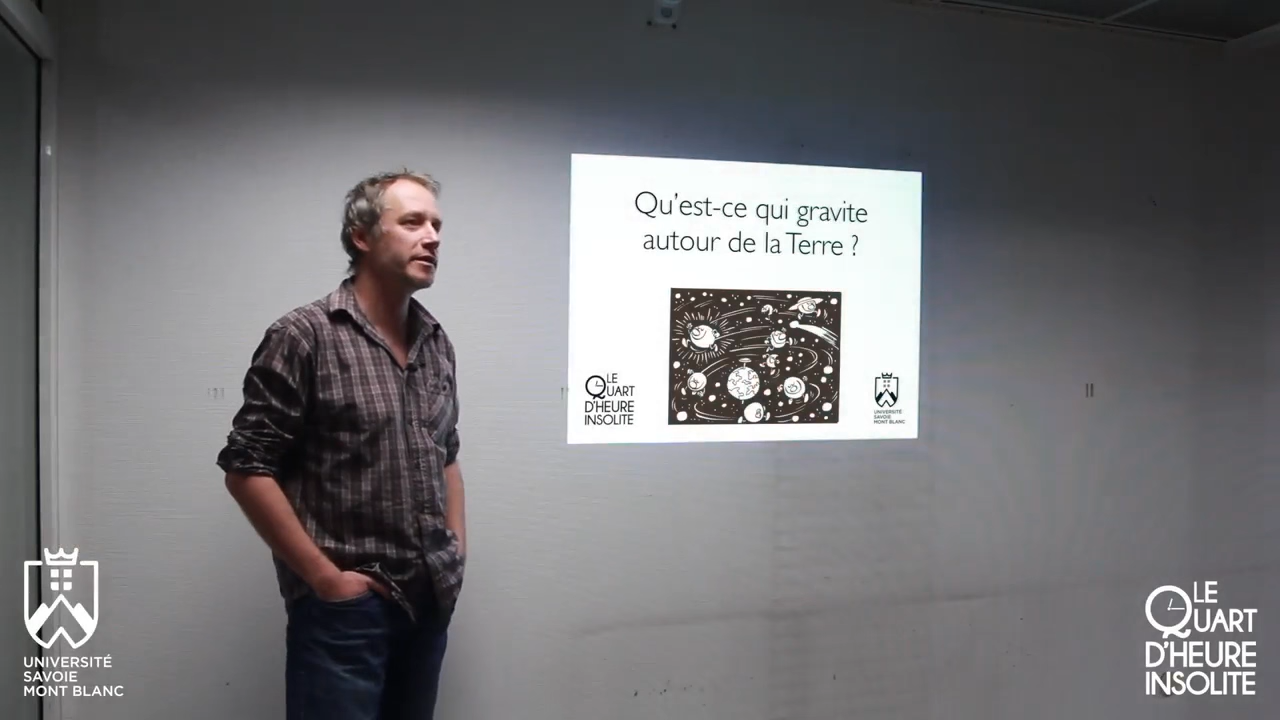 Qu'est-ce qui gravite
autour de la Terre ?
LE
QUART
D'HEURE
INSOLITE
UNIVERSITÉ
SAVOIE
MONT BLANC
UNIVERSITÉ
SAVOIE
MONT BLANC
LE
QUART
D'HEURE
INSOLITE